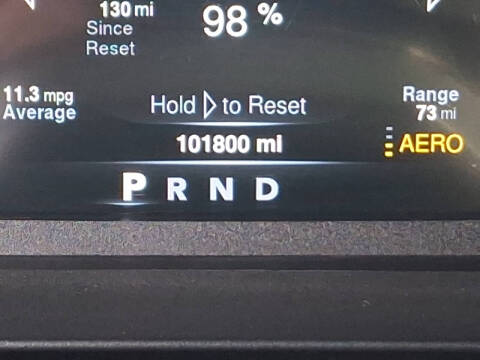 130 mi
Since
Reset
98 %
11.3 mpg
Average
Hold ▷ to Reset
Range
73 mi
101800 mi
AERO
P R N D